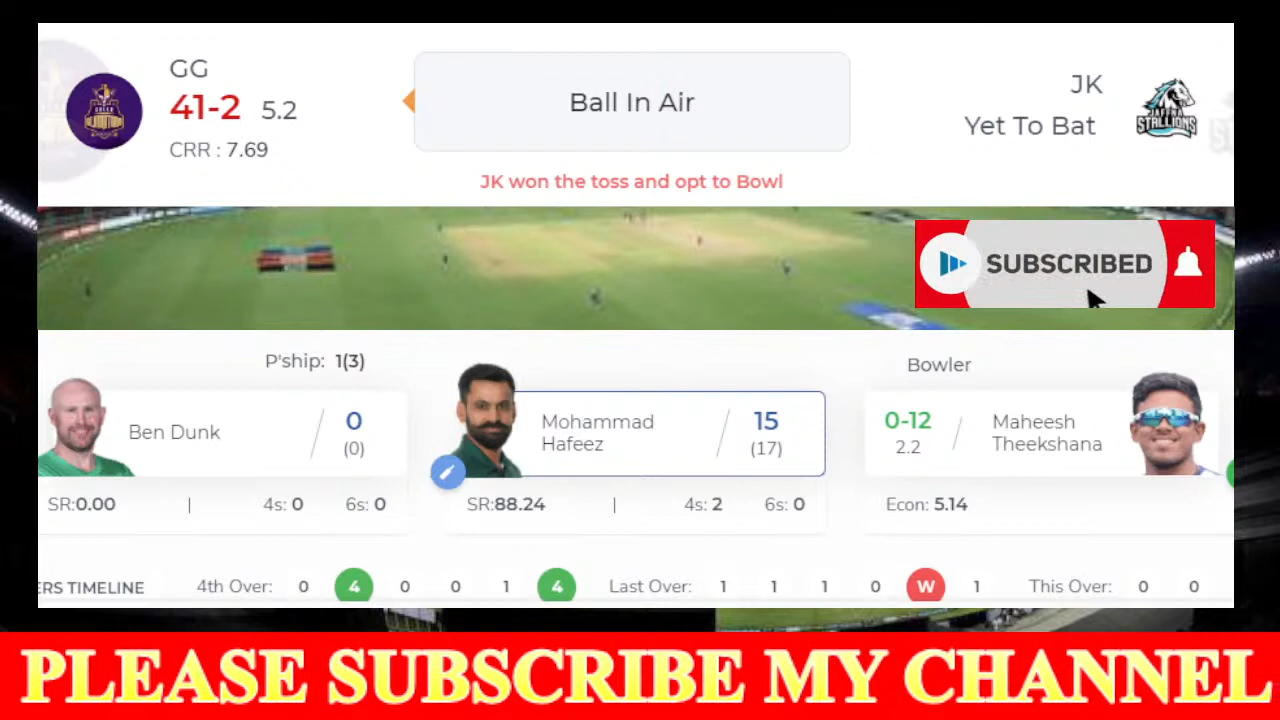 GG
41-2 5.2
CRR : 7.69
Ball In Air
JK won the toss and opt to Bowl
JK
Yet To Bat
JAFFNA
STALLIONS
SUBSCRIBED
P'ship: 1(3)
Ben Dunk / 0
(0)
SR:0.00 | 4s: 0 6s: 0
Mohammad
Hafeez / 15
(17)
SR:88.24 | 4s: 2 6s: 0
Bowler
0-12
2.2 / Maheesh
Theekshana
Econ: 5.14
ERS TIMELINE 4th Over: 0 4 0 0 1 4 Last Over: 1 1 1 0 W 1 This Over: 0 0
PLEASE SUBSCRIBE MY CHANNEL